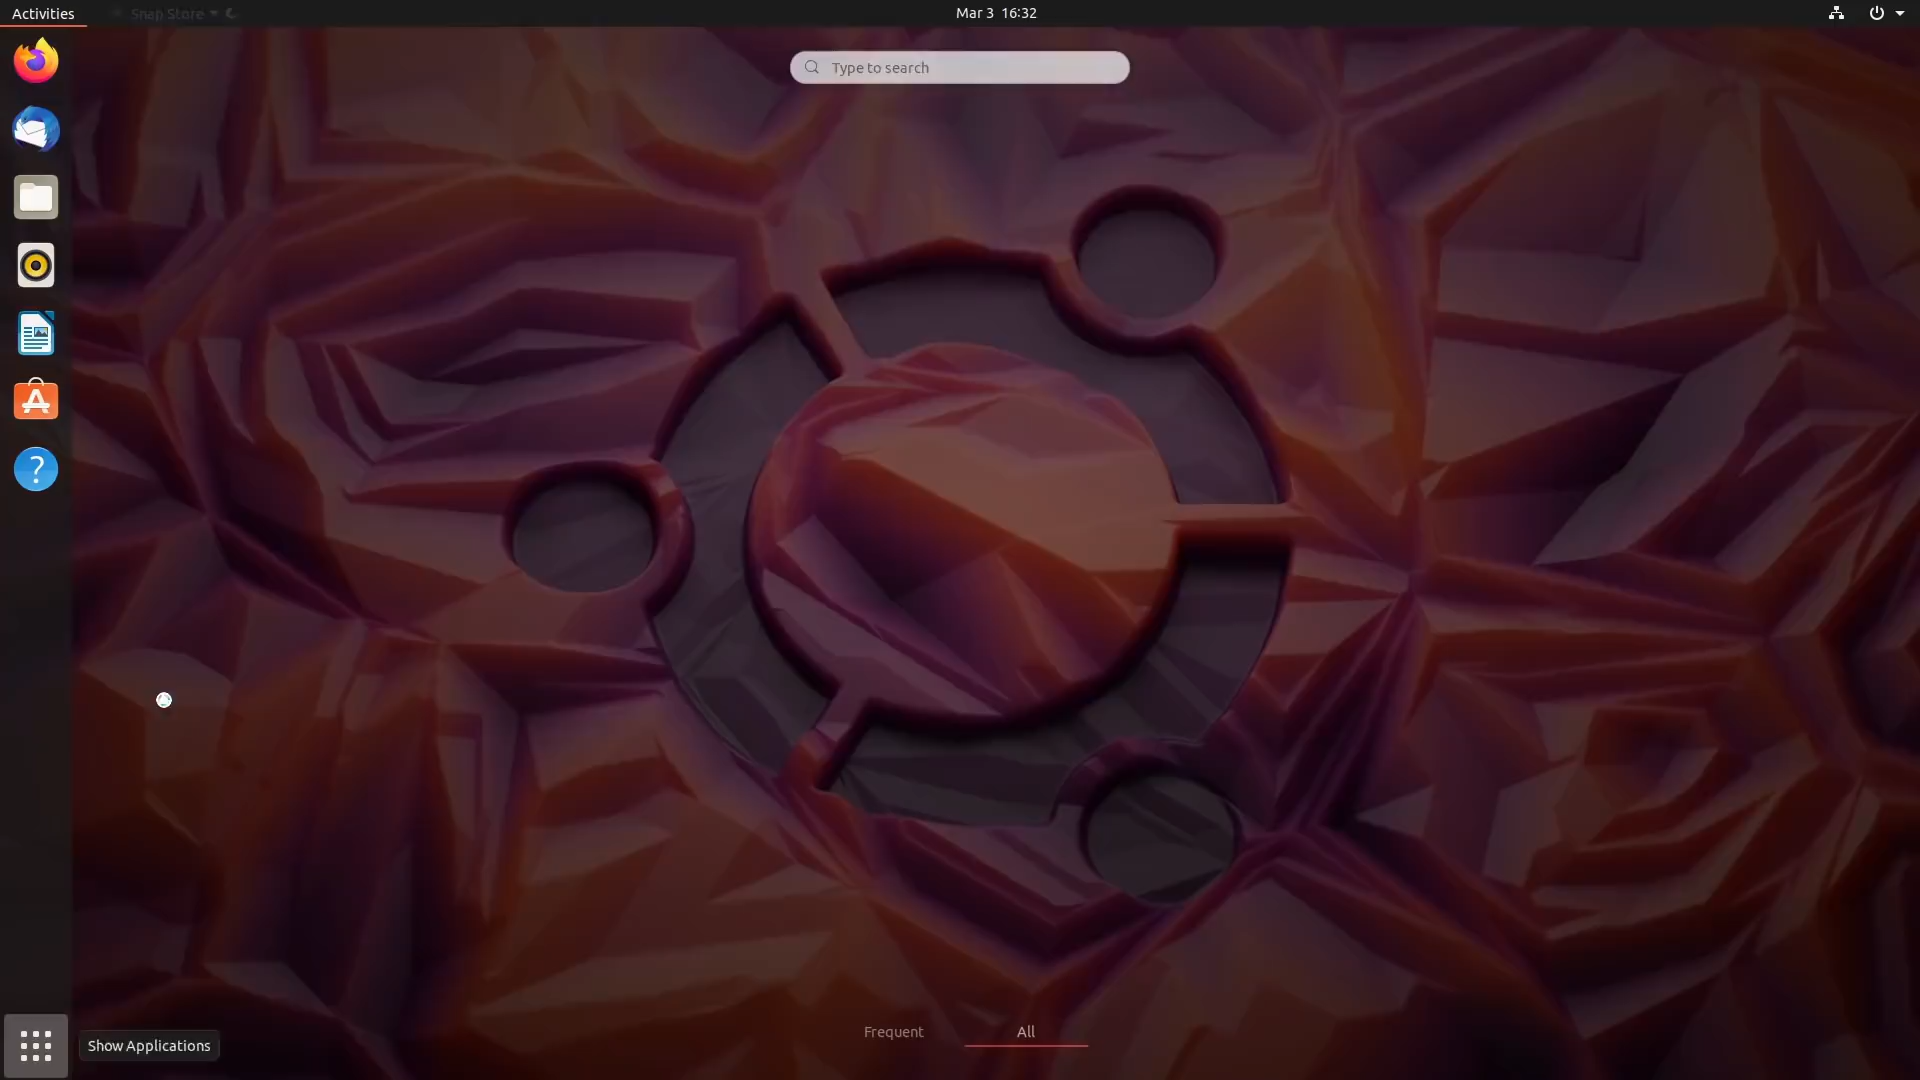 Activities
Snap Store
Mar 3 16:32
Type to search
?
Frequent
All
Show Applications